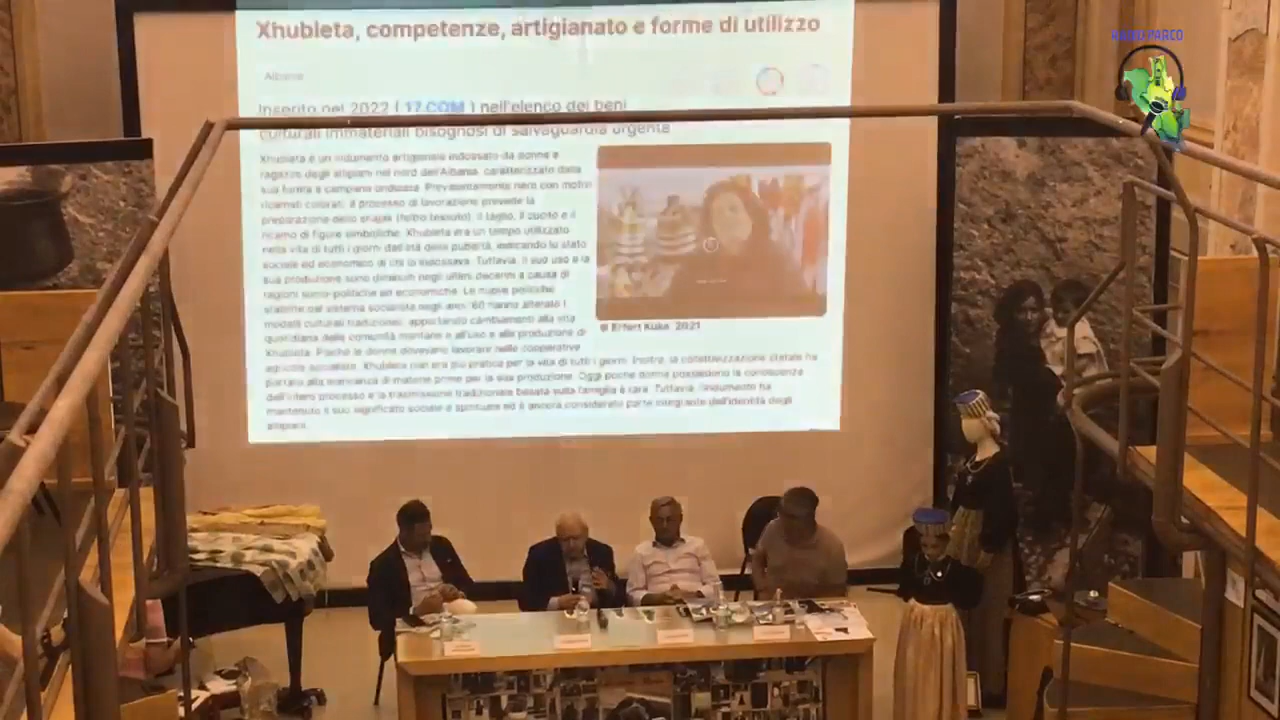 Xhubleta, competenze, artigianato e forme di utilizzo
RADIO PARCO
Albania
Inserito nel 2022 ( 17.COM ) nell'elenco dei beni
culturali immateriali bisognosi di salvaguardia urgente
Xhubleta è un indumento artigianale indossato da donne e
ragazze degli altipiani nel nord dell'Albania, caratterizzato dalla
sua forma a campana ondulata. Prevalentemente nero con motivi
ricamati colorati, il processo di lavorazione prevede la
preparazione dello shajak (feltro tessuto), il taglio, il cucito e il
ricamo di figure simboliche. Xhubleta era un tempo utilizzato
nella vita di tutti i giorni dall'età della pubertà, indicando lo stato
sociale ed economico di chi lo indossava. Tuttavia, il suo uso e la
sua produzione sono diminuiti negli ultimi decenni a causa di
ragioni socio-politiche ed economiche. Le nuove politiche
statali nel sistema socialista negli anni '60 hanno alterato i
modelli culturali tradizionali, apportando cambiamenti alla vita
quotidiana delle comunità montane e all'uso e alla produzione di
Xhubleta. Poiché le donne dovevano lavorare nelle cooperative
agricole socialiste, Xhubleta non era più pratica per la vita di tutti i giorni. Inoltre, la collettivizzazione statale ha
portato alla mancanza di materie prime per la sua produzione. Oggi poche donne possiedono la conoscenza
dell'intero processo e la trasmissione tradizionale basata sulla famiglia è rara. Tuttavia, l'indumento ha
mantenuto il suo significato sociale e spirituale ed è ancora considerato parte integrante dell'identità degli
altipiani.
© Erfort Kuke 2021